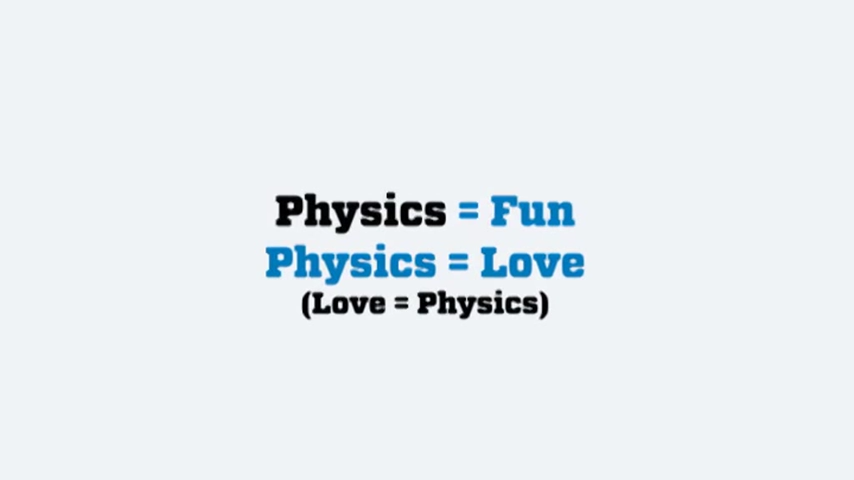 Physics = Fun
Physics = Love
(Love = Physics)